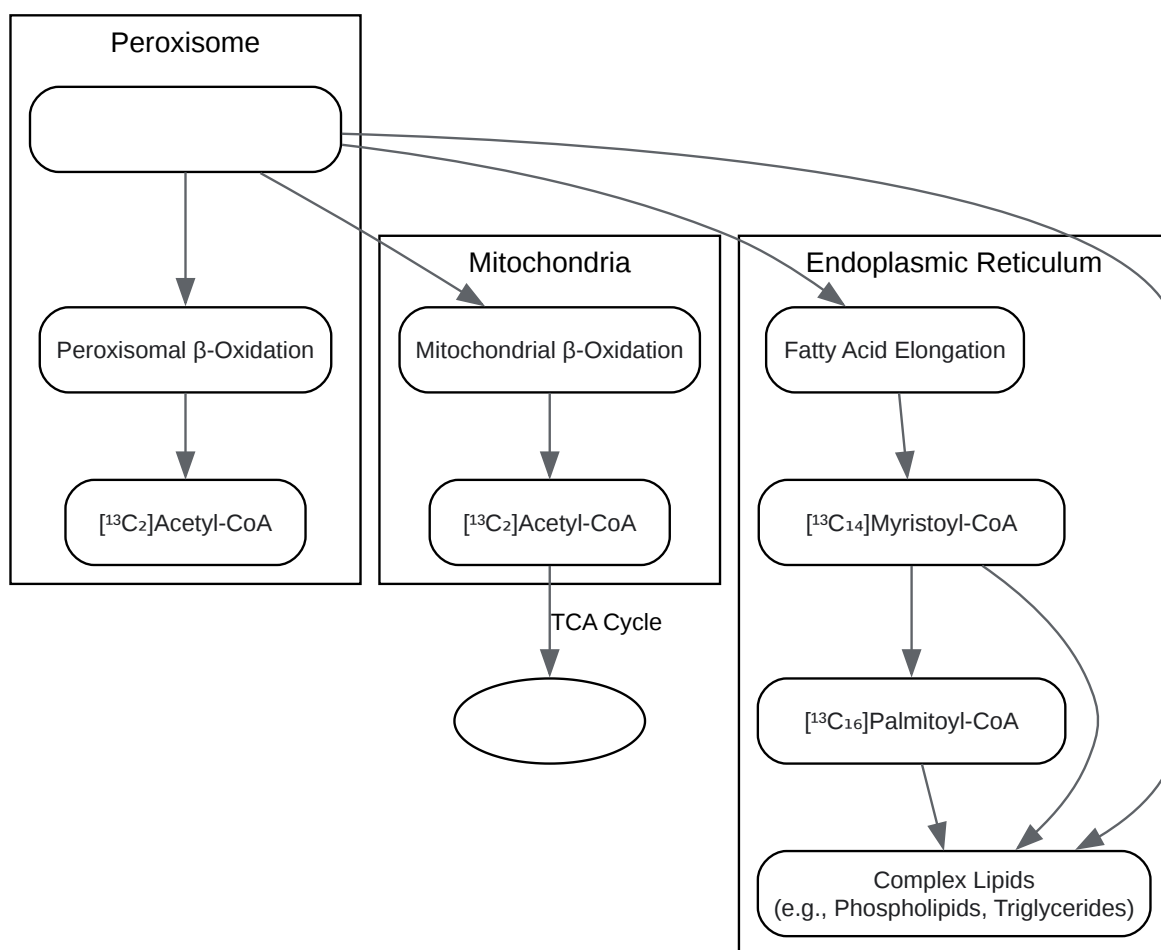 Peroxisome
Mitochondria
Endoplasmic Reticulum
Peroxisomal β-Oxidation
Mitochondrial β-Oxidation
Fatty Acid Elongation
[¹³C₂]Acetyl-CoA
[¹³C₂]Acetyl-CoA
[¹³C₁₄]Myristoyl-CoA
TCA Cycle
[¹³C₁₆]Palmitoyl-CoA
Complex Lipids
(e.g., Phospholipids, Triglycerides)